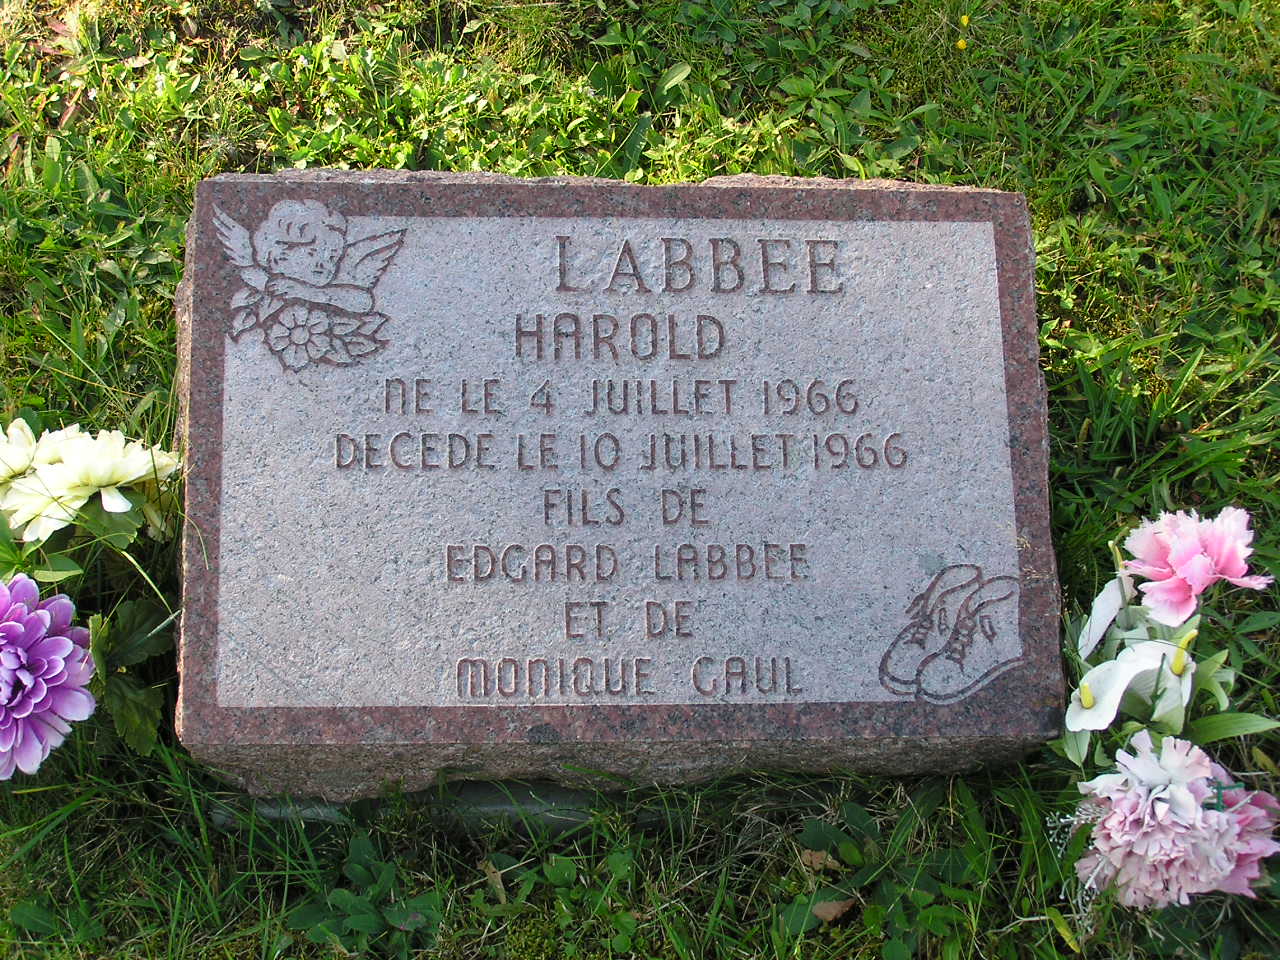 LABBEE
HAROLD
NE LE 4 JUILLET 1966
DECEDE LE 10 JUILLET 1966
FILS DE
EDGARD LABBEE
ET DE
MONIQUE GAUL